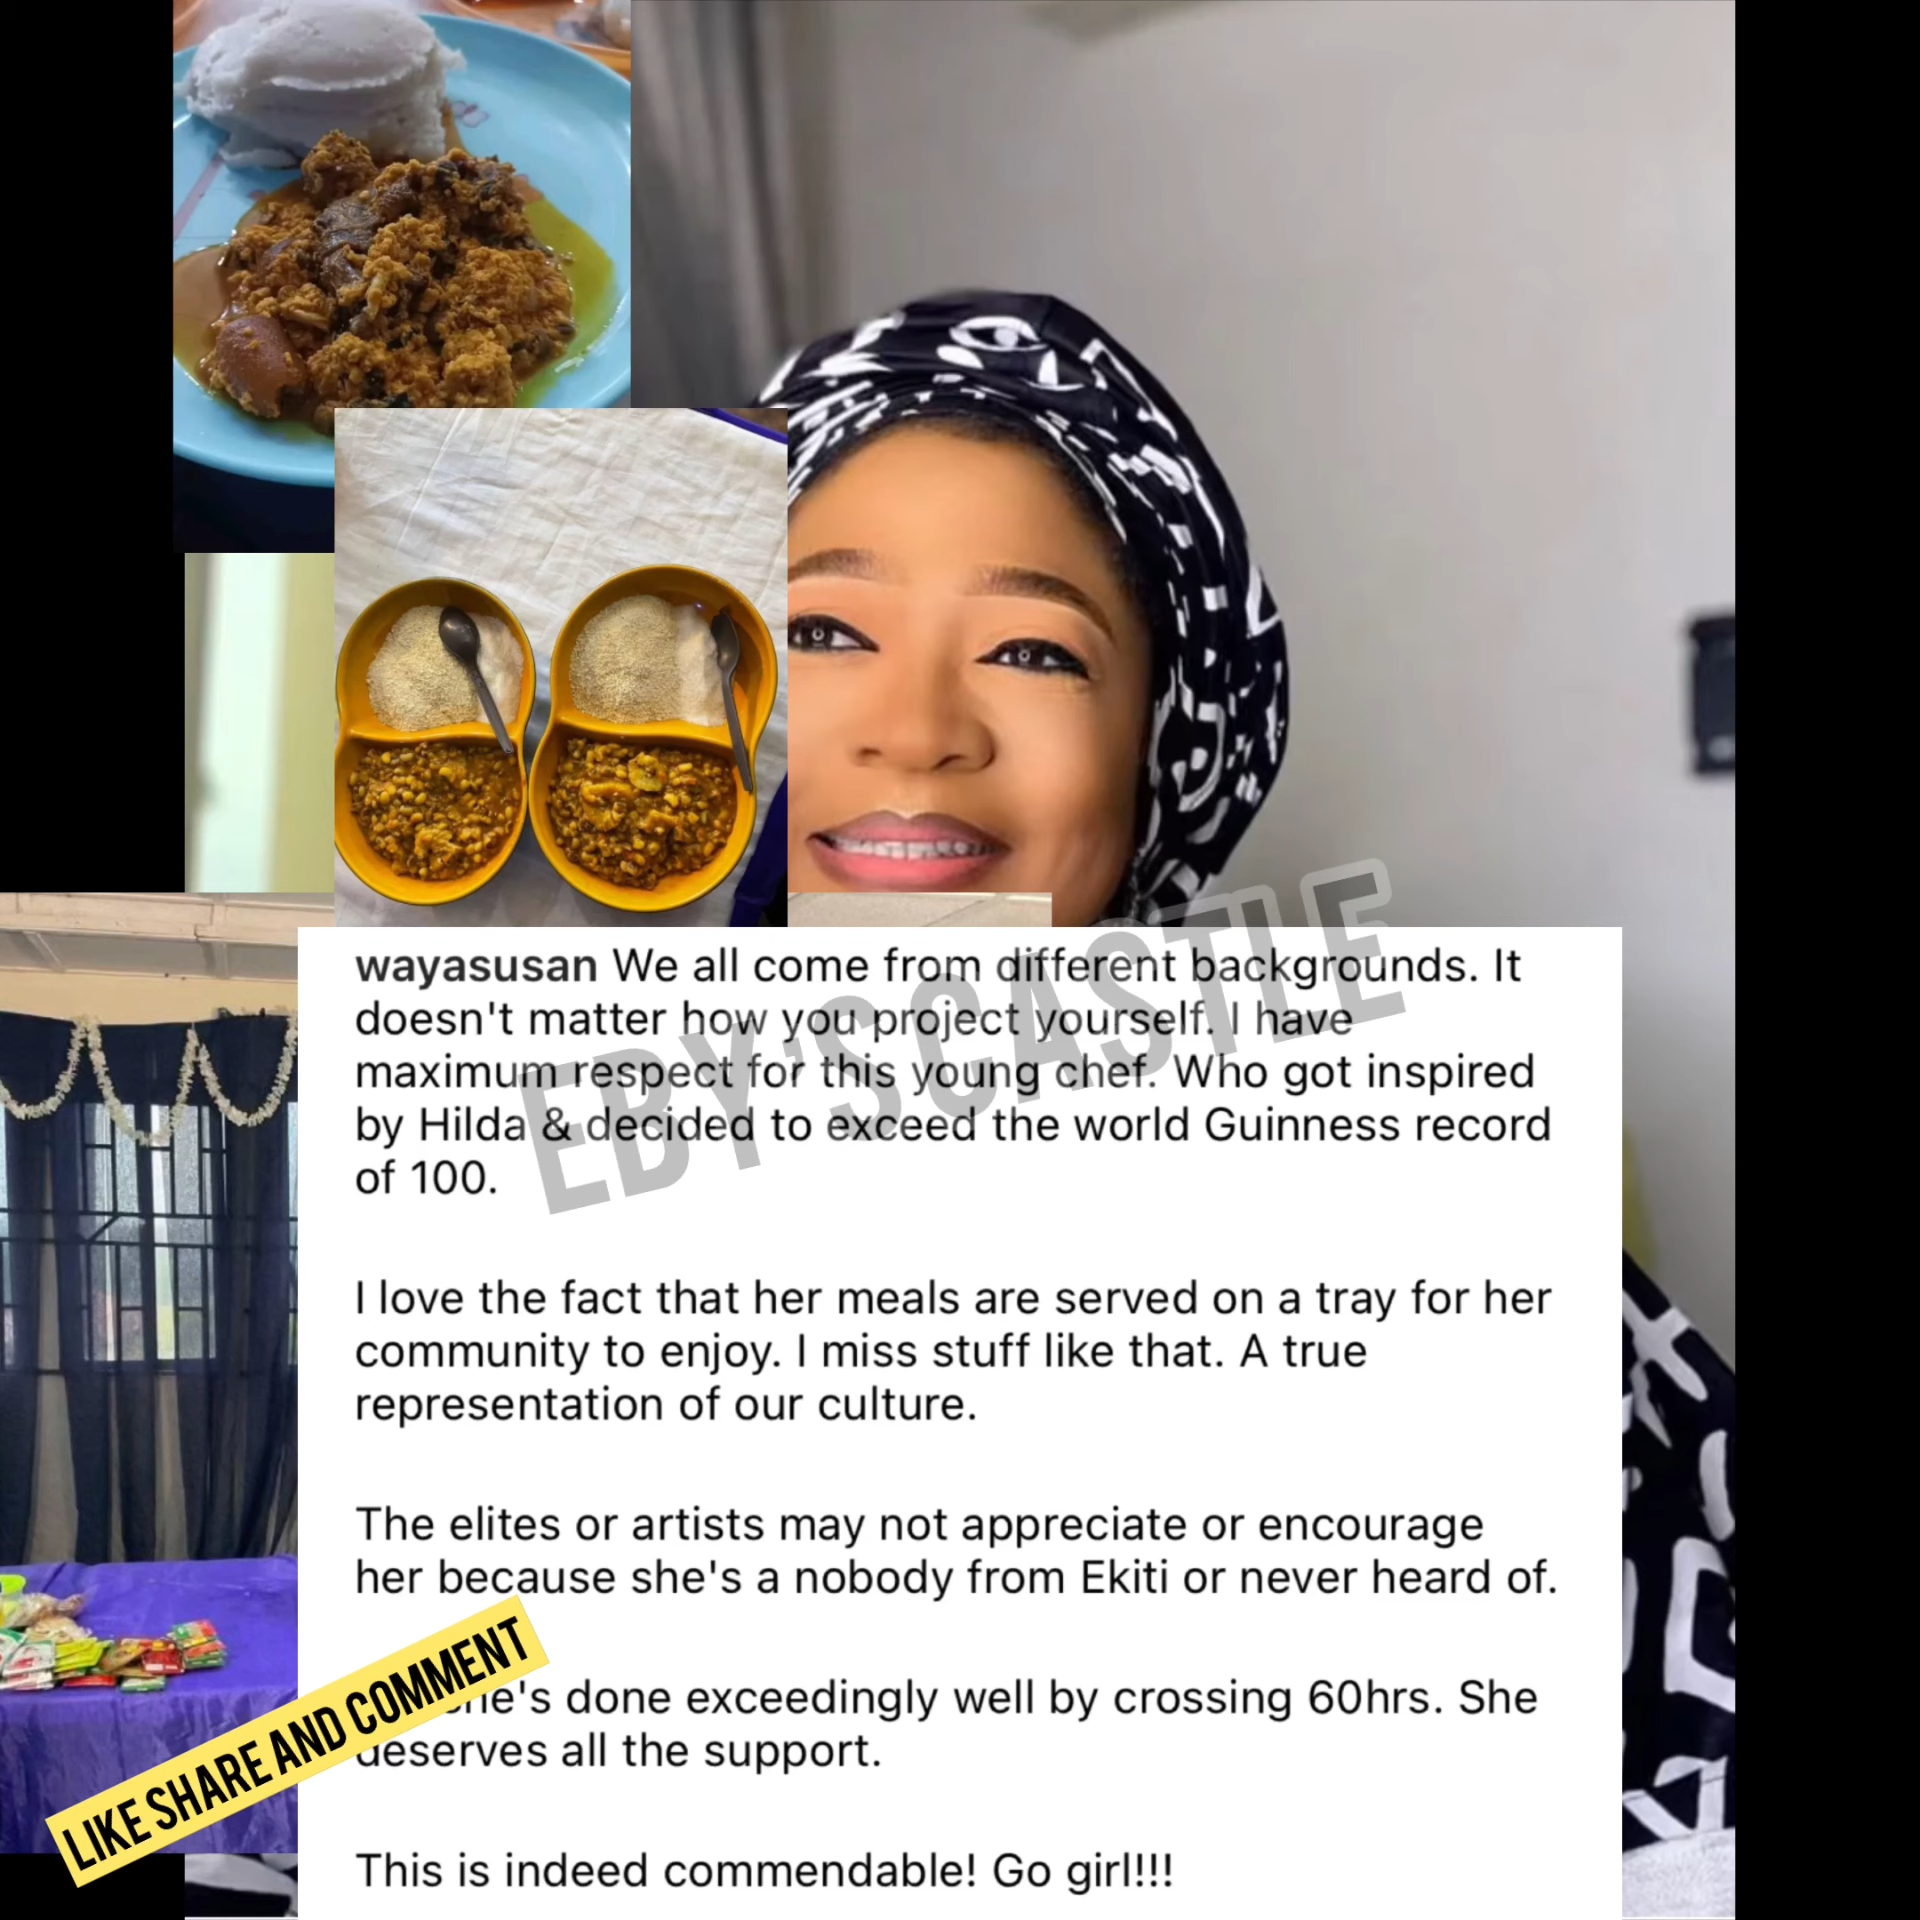 wayasusan We all come from different backgrounds. It
doesn't matter how you project yourself. I have
maximum respect for this young chef. Who got inspired
by Hilda & decided to exceed the world Guinness record
of 100.
I love the fact that her meals are served on a tray for her
community to enjoy. I miss stuff like that. A true
representation of our culture.
The elites or artists may not appreciate or encourage
her because she's a nobody from Ekiti or never heard of.
done exceedingly well by crossing 60hrs. She
deserves all the support.
This is indeed commendable! Go girl!!!
EBY'S CASTLE
LIKE SHARE AND COMMENT